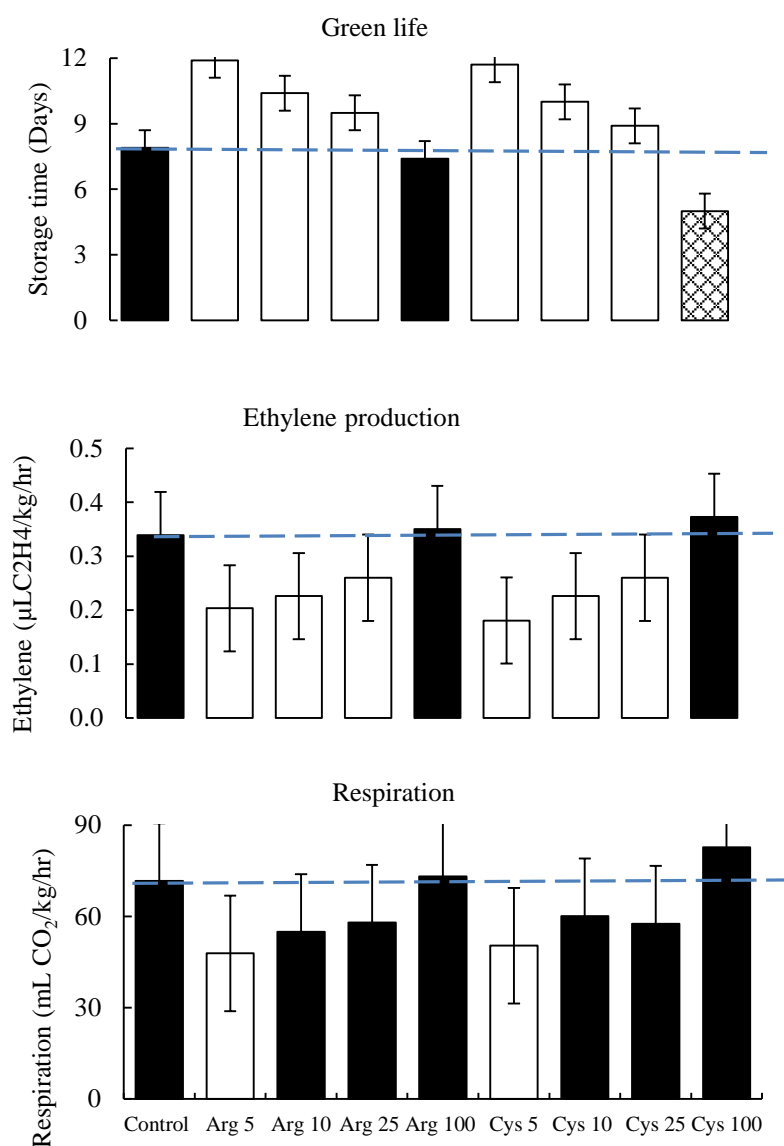 Green life
Storage time (Days)
12
9
6
3
0
Ethylene production
Ethylene (µLC2H4/kg/hr)
0.5
0.4
0.3
0.2
0.1
0.0
Respiration
Respiration (mL CO₂/kg/hr)
90
60
30
0
Control Arg 5 Arg 10 Arg 25 Arg 100 Cys 5 Cys 10 Cys 25 Cys 100